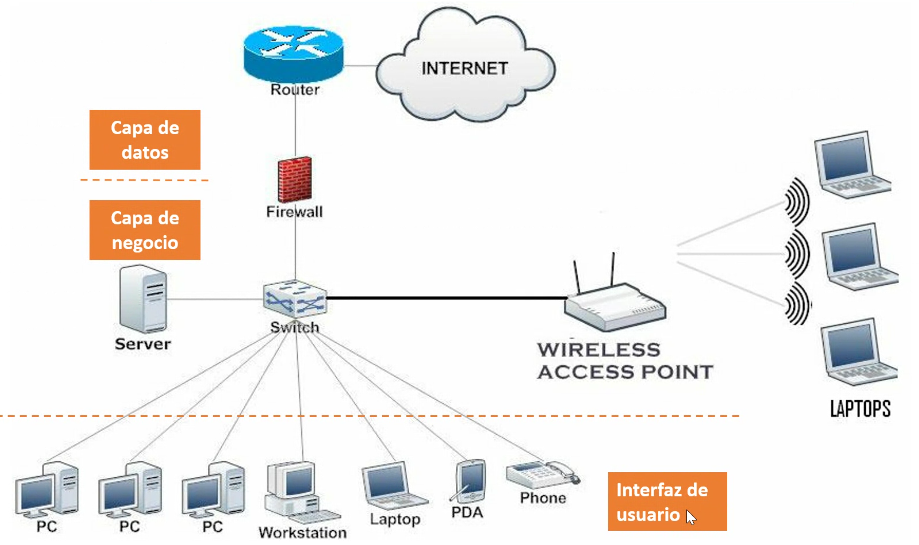 INTERNET
Router
Capa de
datos
Firewall
Capa de
negocio
Server
Switch
WIRELESS
ACCESS POINT
LAPTOPS
PC
PC
PC
Workstation
Laptop
PDA
Phone
Interfaz de
usuario